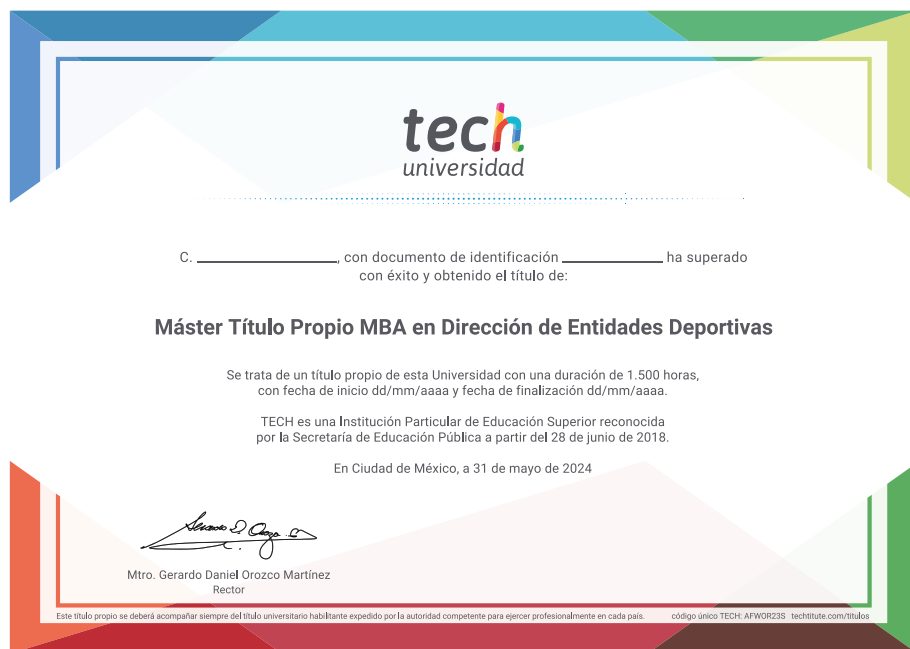 tech
universidad
C. ____________, con documento de identificación ____________ ha superado
con éxito y obtenido el título de:
Máster Título Propio MBA en Dirección de Entidades Deportivas
Se trata de un título propio de esta Universidad con una duración de 1.500 horas,
con fecha de inicio dd/mm/aaaa y fecha de finalización dd/mm/aaaa.
TECH es una Institución Particular de Educación Superior reconocida
por la Secretaría de Educación Pública a partir del 28 de junio de 2018.
En Ciudad de México, a 31 de mayo de 2024
Mtro. Gerardo Daniel Orozco Martínez
Rector
Este título propio se deberá acompañar siempre del título universitario habilitante expedido por la autoridad competente para ejercer profesionalmente en cada país. código único TECH: AFWOR23S techtitute.com/titulos